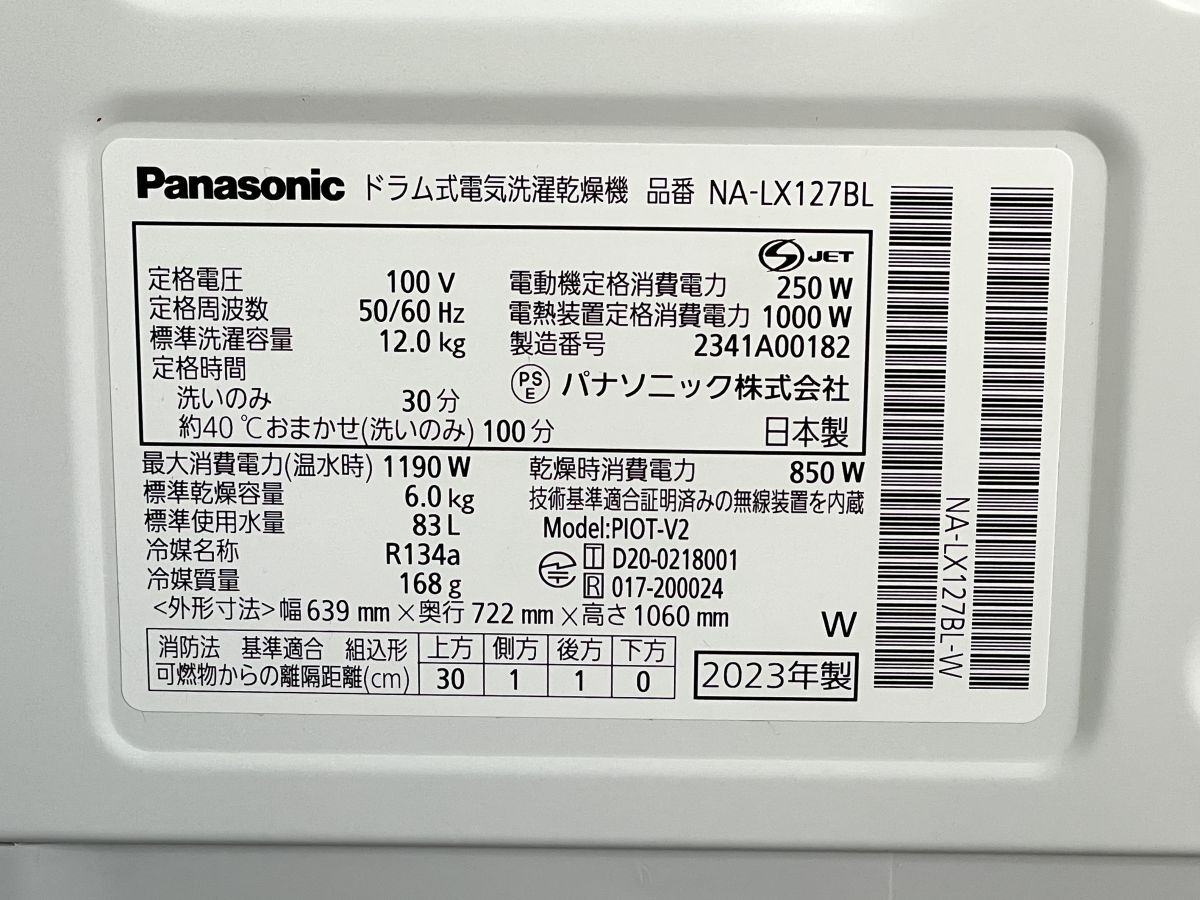 Panasonic ドラム式電気洗濯乾燥機 品番 NA-LX127BL
S JET
定格電圧 100 V 電動機定格消費電力 250 W
定格周波数 50/60 Hz 電熱装置定格消費電力 1000 W
標準洗濯容量 12.0 kg 製造番号 2341A00182
定格時間
PS E パナソニック株式会社
洗いのみ 30 分
約40 ℃おまかせ(洗いのみ) 100 分 日本製
最大消費電力(温水時) 1190 W 乾燥時消費電力 850 W
標準乾燥容量 6.0 kg 技術基準適合証明済みの無線装置を内蔵
標準使用水量 83 L Model:PIOT-V2
冷媒名称 R134a T D20-0218001
冷媒質量 168 g R 017-200024
<外形寸法>幅 639 mm×奥行 722 mm×高さ 1060 mm W
消防法 基準適合 組込形 上方 側方 後方 下方
可燃物からの離隔距離(cm) 30 1 1 0
2023年製
NA-LX127BL-W